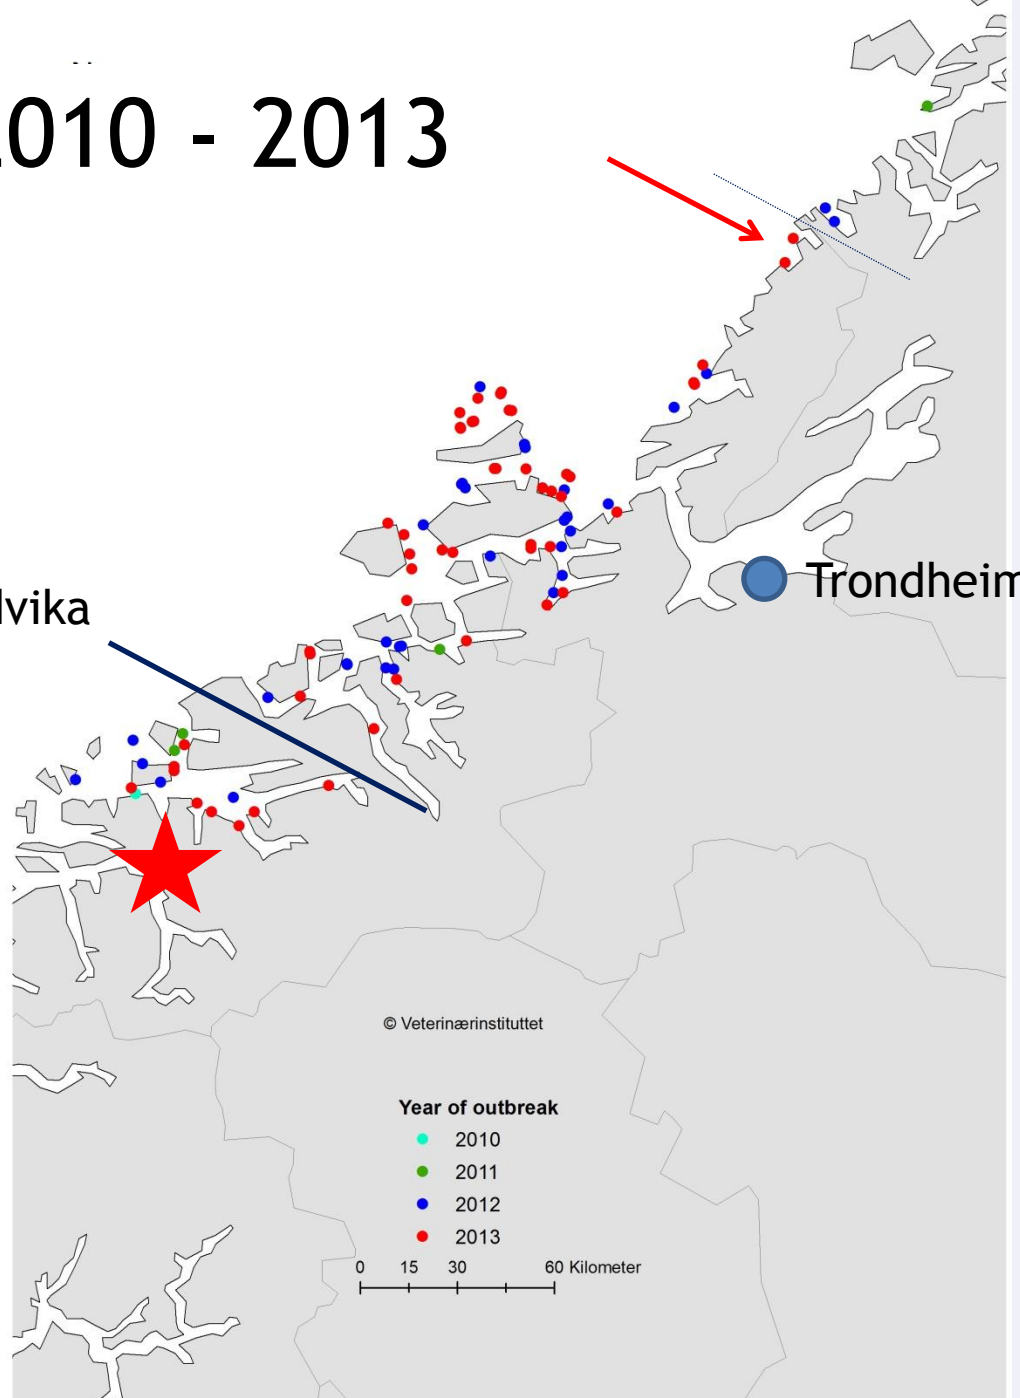 010 - 2013
lvika
Trondheim
© Veterinærinstituttet
Year of outbreak
2010
2011
2012
2013
0 15 30 60 Kilometer